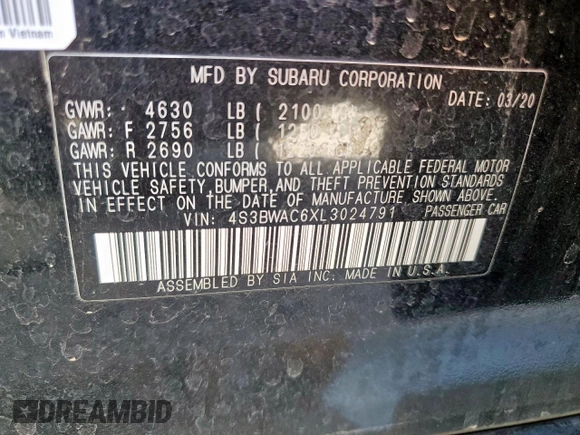 Vietnam
MFD BY SUBARU CORPORATION
DATE: 03/20
GVWR: 4630 LB ( 2100
GAWR: F 2756 LB (
GAWR: R 2690 LB (
THIS VEHICLE CONFORMS TO ALL APPLICABLE FEDERAL MOTOR
VEHICLE SAFETY, BUMPER, AND THEFT PREVENTION STANDARDS
IN EFFECT ON THE DATE OF MANUFACTURE SHOWN ABOVE.
VIN: 4S3BWAC6XL3024791 PASSENGER CAR
ASSEMBLED BY SIA INC. MADE IN U.S.A.
DREAMBID